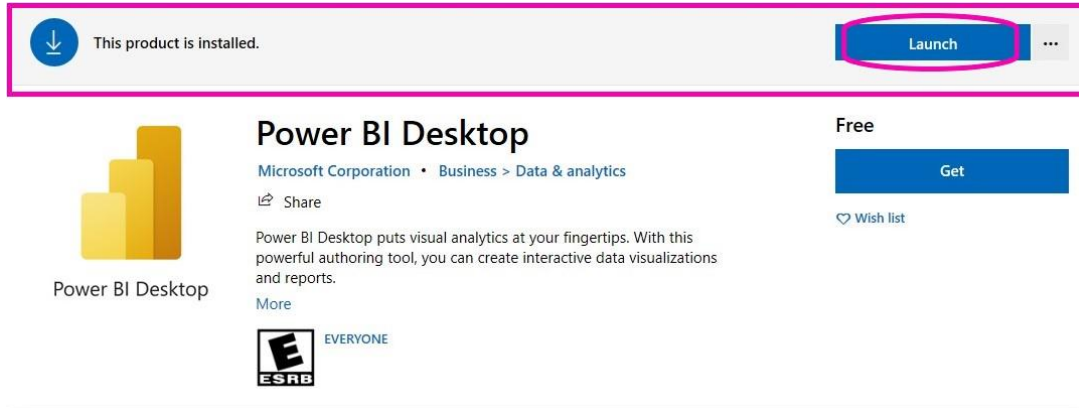 This product is installed.
Launch
...
Power BI Desktop
Microsoft Corporation • Business > Data & analytics
Share
Power BI Desktop puts visual analytics at your fingertips. With this
powerful authoring tool, you can create interactive data visualizations
and reports.
More
E
ESRB
EVERYONE
Power BI Desktop
Free
Get
Wish list